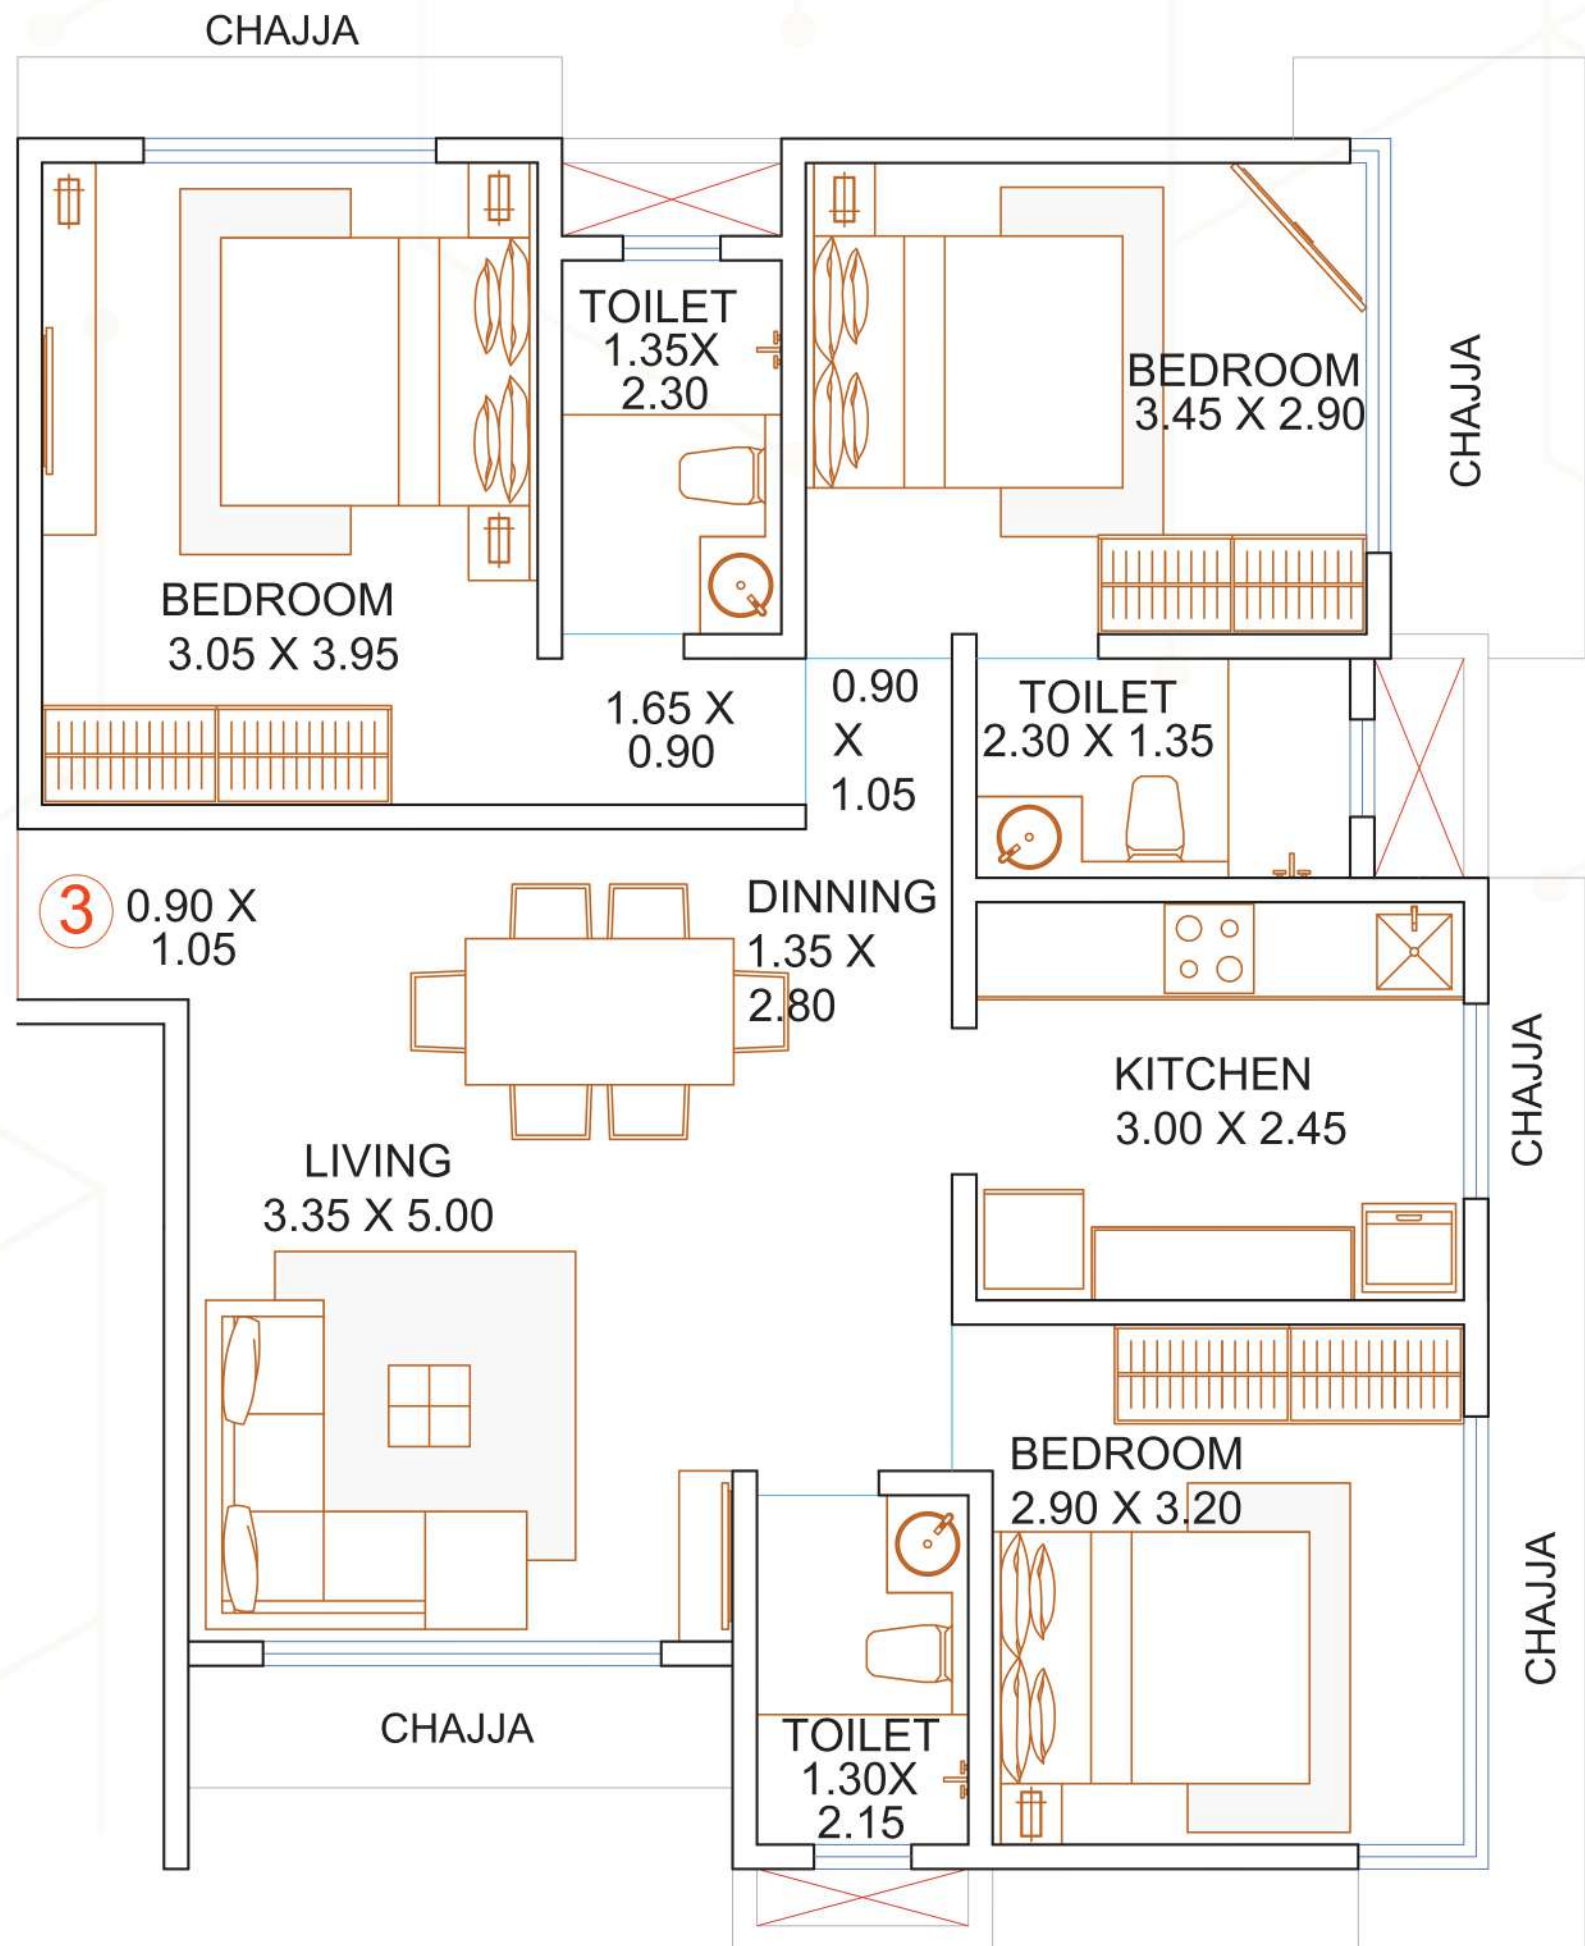 CHAJJA
TOILET
1.35X
2.30
BEDROOM
3.45 X 2.90
CHAJJA
BEDROOM
3.05 X 3.95
1.65 X
0.90
0.90
X
1.05
TOILET
2.30 X 1.35
3
0.90 X
1.05
DINNING
1.35 X
2.80
KITCHEN
3.00 X 2.45
CHAJJA
LIVING
3.35 X 5.00
BEDROOM
2.90 X 3.20
CHAJJA
CHAJJA
TOILET
1.30X
2.15